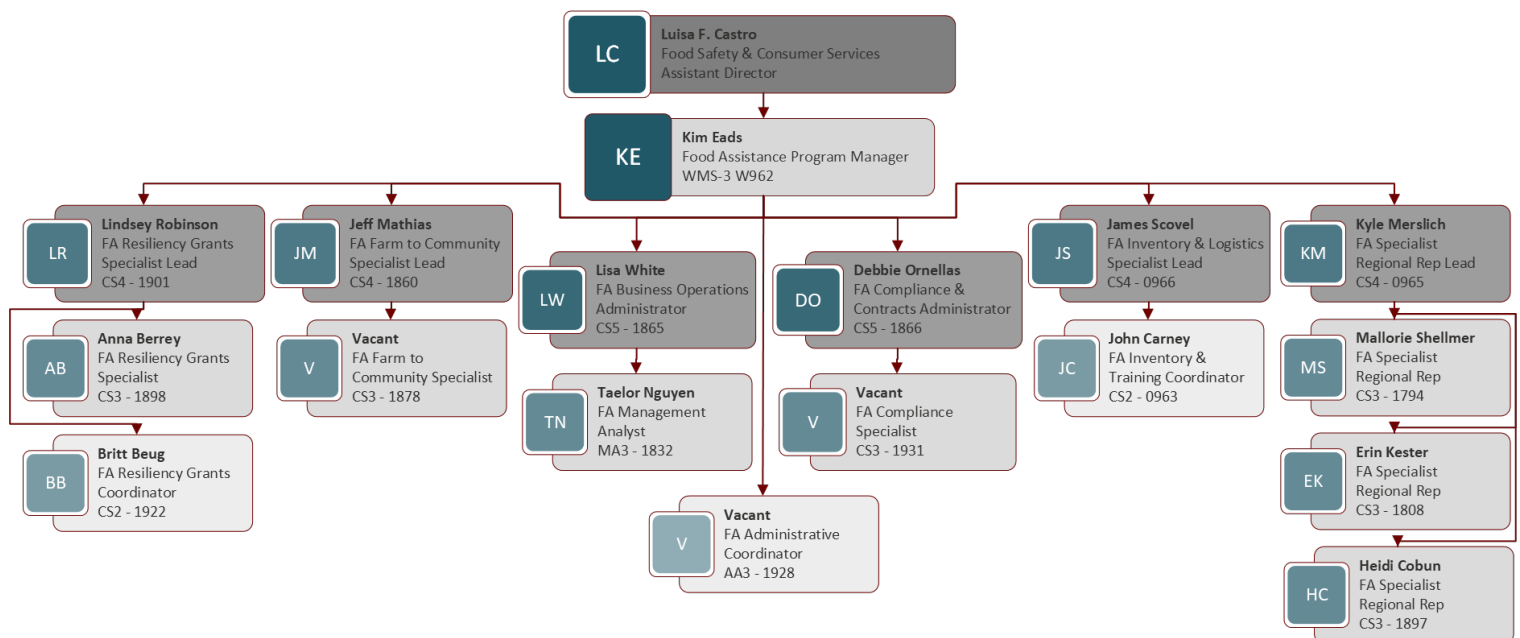 LC
Luisa F. Castro
Food Safety & Consumer Services
Assistant Director
KE
Kim Eads
Food Assistance Program Manager
WMS-3 W962
LR
Lindsey Robinson
FA Resiliency Grants
Specialist Lead
CS4 - 1901
JM
Jeff Mathias
FA Farm to Community
Specialist Lead
CS4 - 1860
LW
Lisa White
FA Business Operations
Administrator
CS5 - 1865
DO
Debbie Ornellas
FA Compliance &
Contracts Administrator
CS5 - 1866
JS
James Scovel
FA Inventory & Logistics
Specialist Lead
CS4 - 0966
KM
Kyle Merslich
FA Specialist
Regional Rep Lead
CS4 - 0965
AB
Anna Berrey
FA Resiliency Grants
Specialist
CS3 - 1898
V
Vacant
FA Farm to
Community Specialist
CS3 - 1878
TN
Taelor Nguyen
FA Management
Analyst
MA3 - 1832
V
Vacant
FA Compliance
Specialist
CS3 - 1931
JC
John Carney
FA Inventory &
Training Coordinator
CS2 - 0963
MS
Mallorie Shellmer
FA Specialist
Regional Rep
CS3 - 1794
BB
Britt Beug
FA Resiliency Grants
Coordinator
CS2 - 1922
EK
Erin Kester
FA Specialist
Regional Rep
CS3 - 1808
V
Vacant
FA Administrative
Coordinator
AA3 - 1928
HC
Heidi Cobun
FA Specialist
Regional Rep
CS3 - 1897